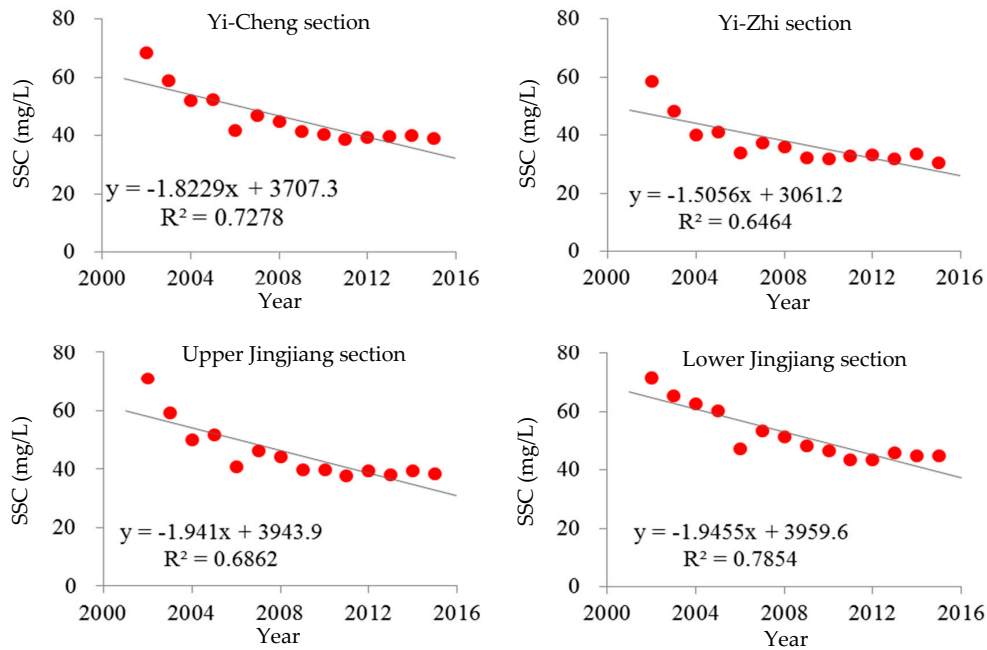 Yi-Cheng section
80
60
40
20
0
SSC (mg/L)
y = -1.8229x + 3707.3
R² = 0.7278
2000 2004 2008 2012 2016
Year
Yi-Zhi section
80
60
40
20
0
SSC (mg/L)
y = -1.5056x + 3061.2
R² = 0.6464
2000 2004 2008 2012 2016
Year
Upper Jingjiang section
80
60
40
20
0
SSC (mg/L)
y = -1.941x + 3943.9
R² = 0.6862
2000 2004 2008 2012 2016
Year
Lower Jingjiang section
80
60
40
20
0
SSC (mg/L)
y = -1.9455x + 3959.6
R² = 0.7854
2000 2004 2008 2012 2016
Year